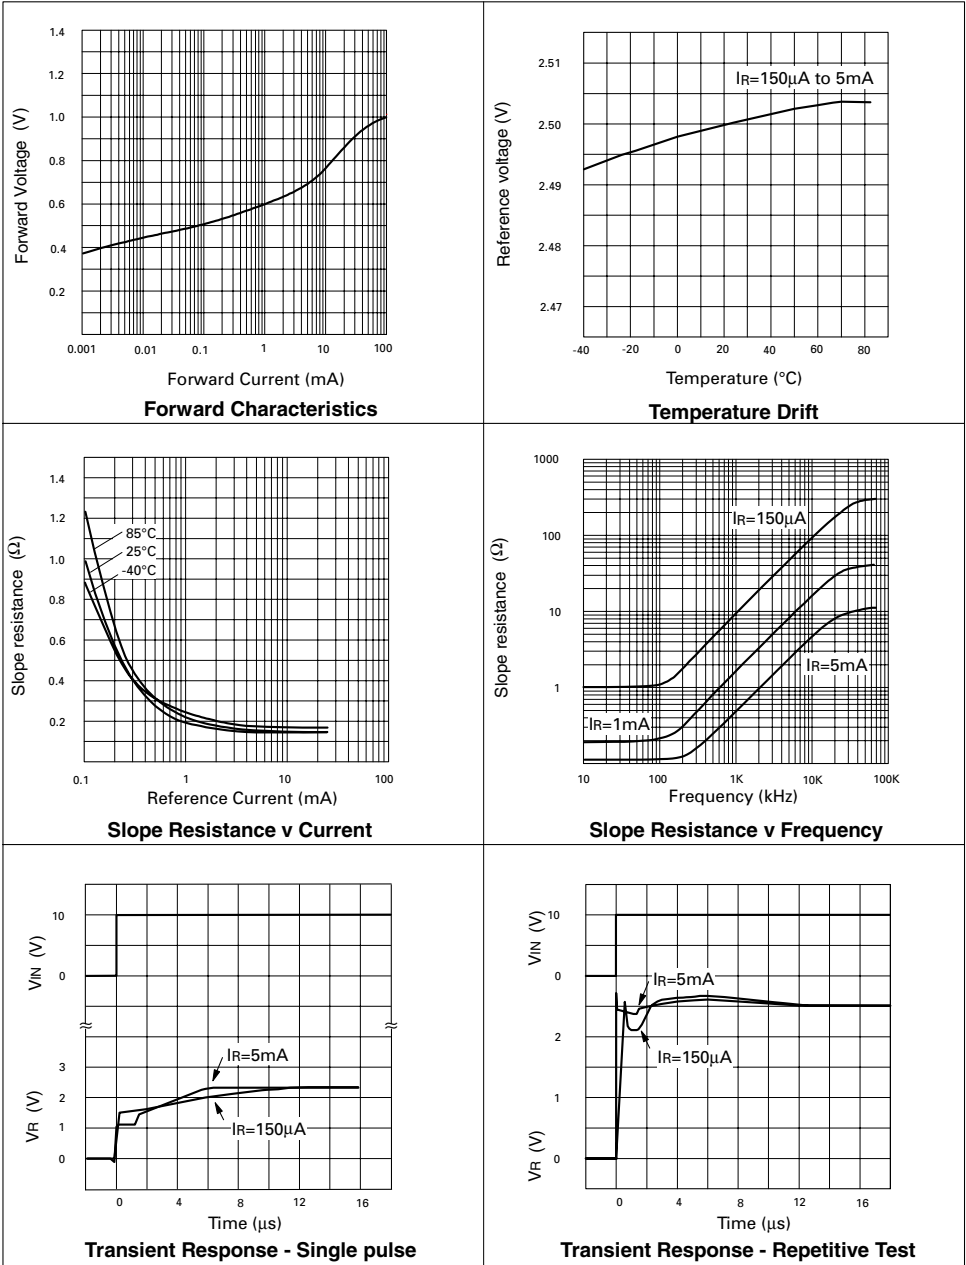 1.4
1.2
1.0
0.8
0.6
0.4
0.2
Forward Voltage (V)
0.001 0.01 0.1 1 10 100
Forward Current (mA)
Forward Characteristics
2.51
2.50
2.49
2.48
2.47
Reference voltage (V)
IR=150µA to 5mA
-40 -20 0 20 40 60 80
Temperature (°C)
Temperature Drift
1.4
1.2
1.0
0.8
0.6
0.4
0.2
Slope resistance (Ω)
85°C
25°C
-40°C
0.1 1 10 100
Reference Current (mA)
Slope Resistance v Current
1000
100
10
1
Slope resistance (Ω)
IR=150µA
IR=5mA
IR=1mA
10 100 1K 10K 100K
Frequency (kHz)
Slope Resistance v Frequency
10
0
VIN (V)
3
2
1
0
VR (V)
IR=5mA
IR=150µA
0 4 8 12 16
Time (µs)
Transient Response - Single pulse
10
0
VIN (V)
2
1
0
VR (V)
IR=5mA
IR=150µA
0 4 8 12 16
Time (µs)
Transient Response - Repetitive Test